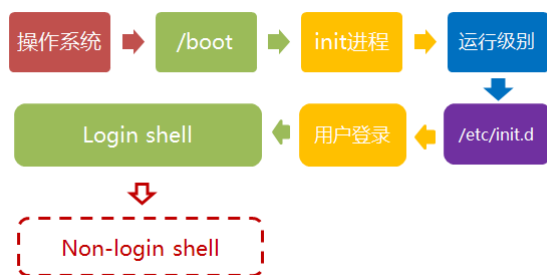 操作系统
/boot
init进程
运行级别
/etc/init.d
用户登录
Login shell
Non-login shell